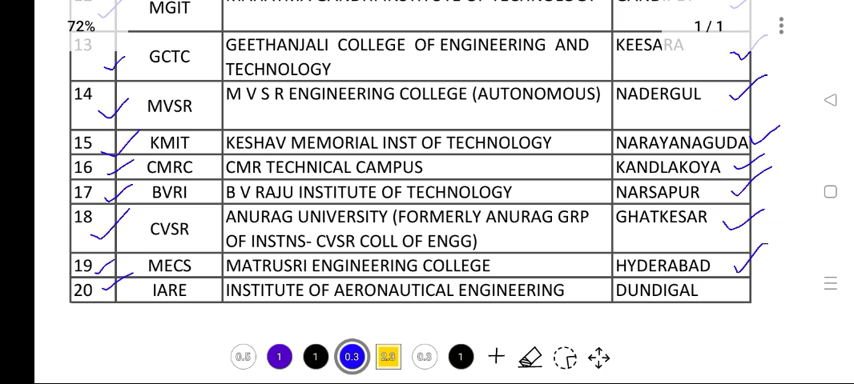 MGIT
72%
1 / 1
13 GCTC GEETHANJALI COLLEGE OF ENGINEERING AND TECHNOLOGY KEESARA
14 MVSR M V S R ENGINEERING COLLEGE (AUTONOMOUS) NADERGUL
15 KMIT KESHAV MEMORIAL INST OF TECHNOLOGY NARAYANAGUDA
16 CMRC CMR TECHNICAL CAMPUS KANDLAKOYA
17 BVRI B V RAJU INSTITUTE OF TECHNOLOGY NARSAPUR
18 CVSR ANURAG UNIVERSITY (FORMERLY ANURAG GRP OF INSTNS- CVSR COLL OF ENGG) GHATKESAR
19 MECS MATRUSRI ENGINEERING COLLEGE HYDERABAD
20 IARE INSTITUTE OF AERONAUTICAL ENGINEERING DUNDIGAL
0.5 1 1 0.3 2.3 0.3 1